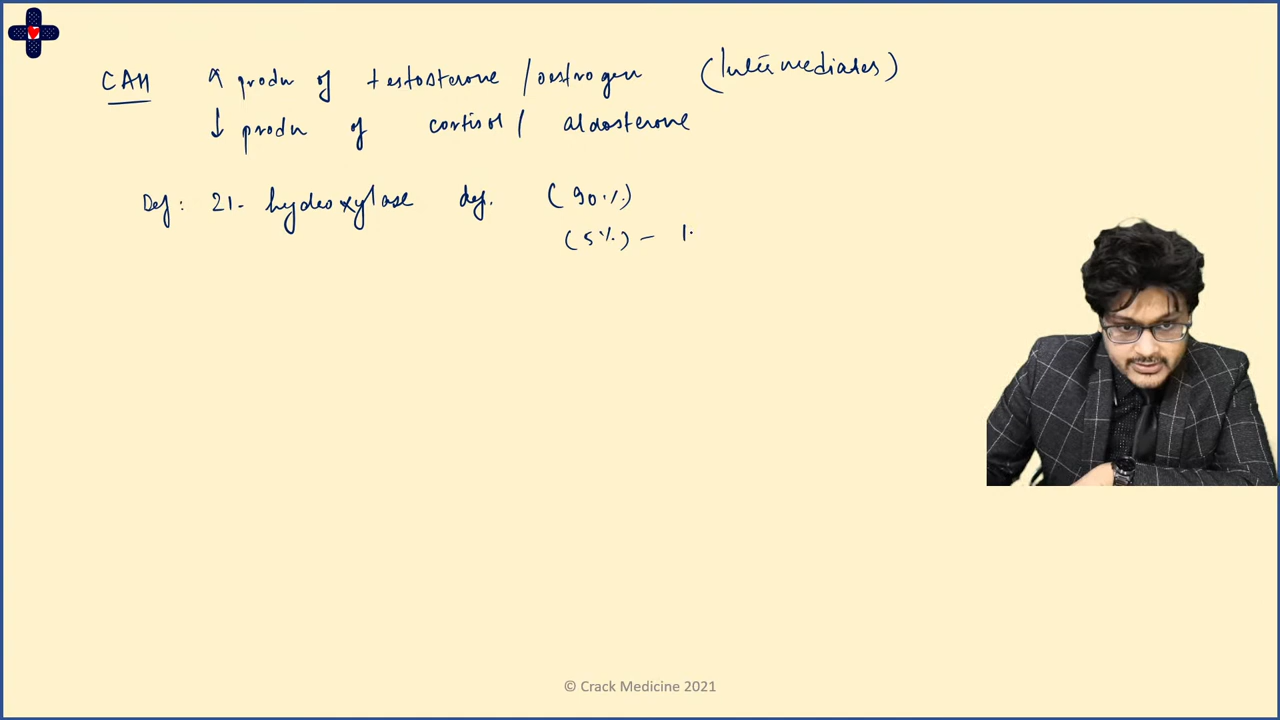 CAH ↑ prodn of testosterone / oestrogen (Intermediates)
↓ prodn of cortisol / aldosterone
Def: 21- hydroxylase def. (90%)
(5%) - 1.
© Crack Medicine 2021